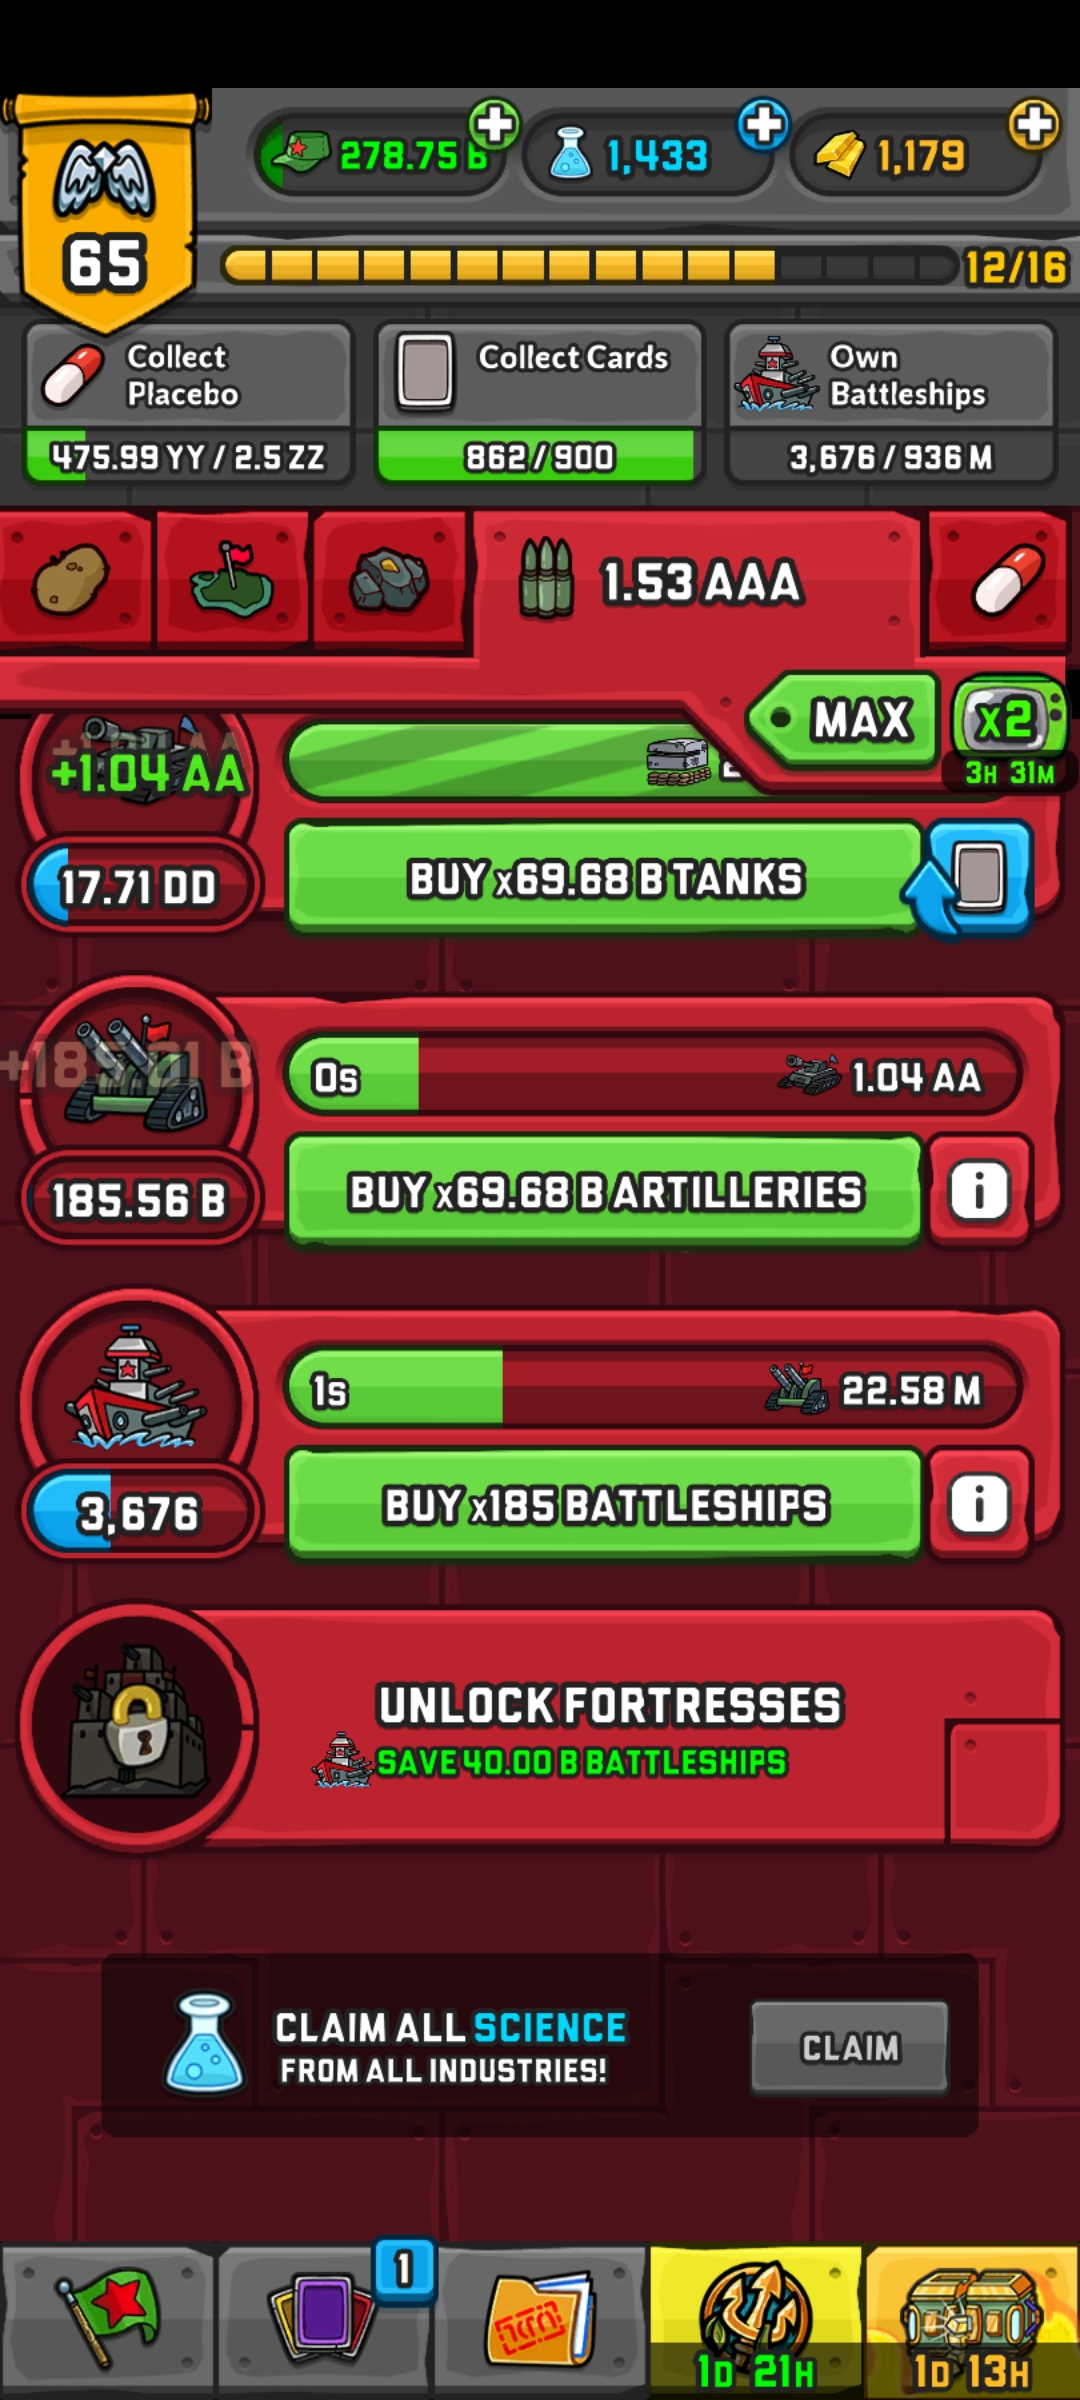 65
278.75 B
1,433
1,179
12/16
Collect
Placebo
475.99 YY / 2.5 ZZ
Collect Cards
862/900
Own
Battleships
3,676 / 936 M
1.53 AAA
MAX
x2
3H 31M
+1.04 AA
17.71 DD
BUY x69.68 B TANKS
0s
1.04 AA
185.56 B
BUY x69.68 B ARTILLERIES
i
1s
22.58 M
3,676
BUY x185 BATTLESHIPS
i
UNLOCK FORTRESSES
SAVE 40.00 B BATTLESHIPS
CLAIM ALL SCIENCE
FROM ALL INDUSTRIES!
CLAIM
1
1D 21H
1D 13H